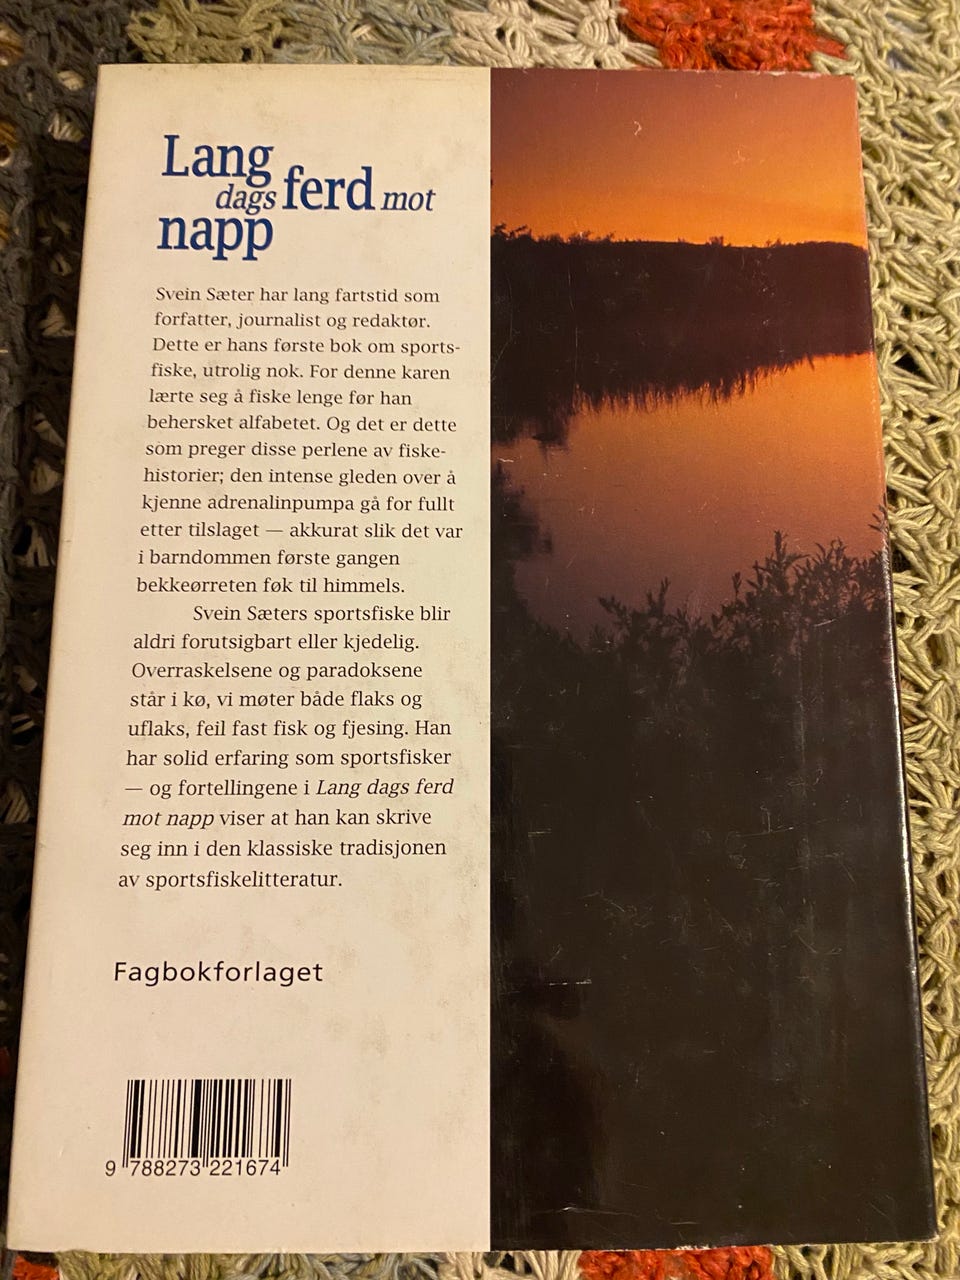 Lang
dags ferd mot
napp
Svein Sæter har lang fartstid som
forfatter, journalist og redaktør.
Dette er hans første bok om sports-
fiske, utrolig nok. For denne karen
lærte seg å fiske lenge før han
behersket alfabetet. Og det er dette
som preger disse perlene av fiske-
historier; den intense gleden over å
kjenne adrenalinpumpa gå for fullt
etter tilslaget — akkurat slik det var
i barndommen første gangen
bekkeørreten føk til himmels.
Svein Sæters sportsfiske blir
aldri forutsigbart eller kjedelig.
Overraskelsene og paradoksene
står i kø, vi møter både flaks og
uflaks, feil fast fisk og fjesing. Han
har solid erfaring som sportsfisker
— og fortellingene i Lang dags ferd
mot napp viser at han kan skrive
seg inn i den klassiske tradisjonen
av sportsfiskelitteratur.
Fagbokforlaget
9 788273 221674